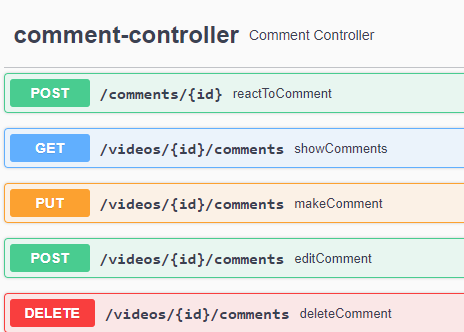 comment-controller Comment Controller
POST /comments/{id} reactToComment
GET /videos/{id}/comments showComments
PUT /videos/{id}/comments makeComment
POST /videos/{id}/comments editComment
DELETE /videos/{id}/comments deleteComment